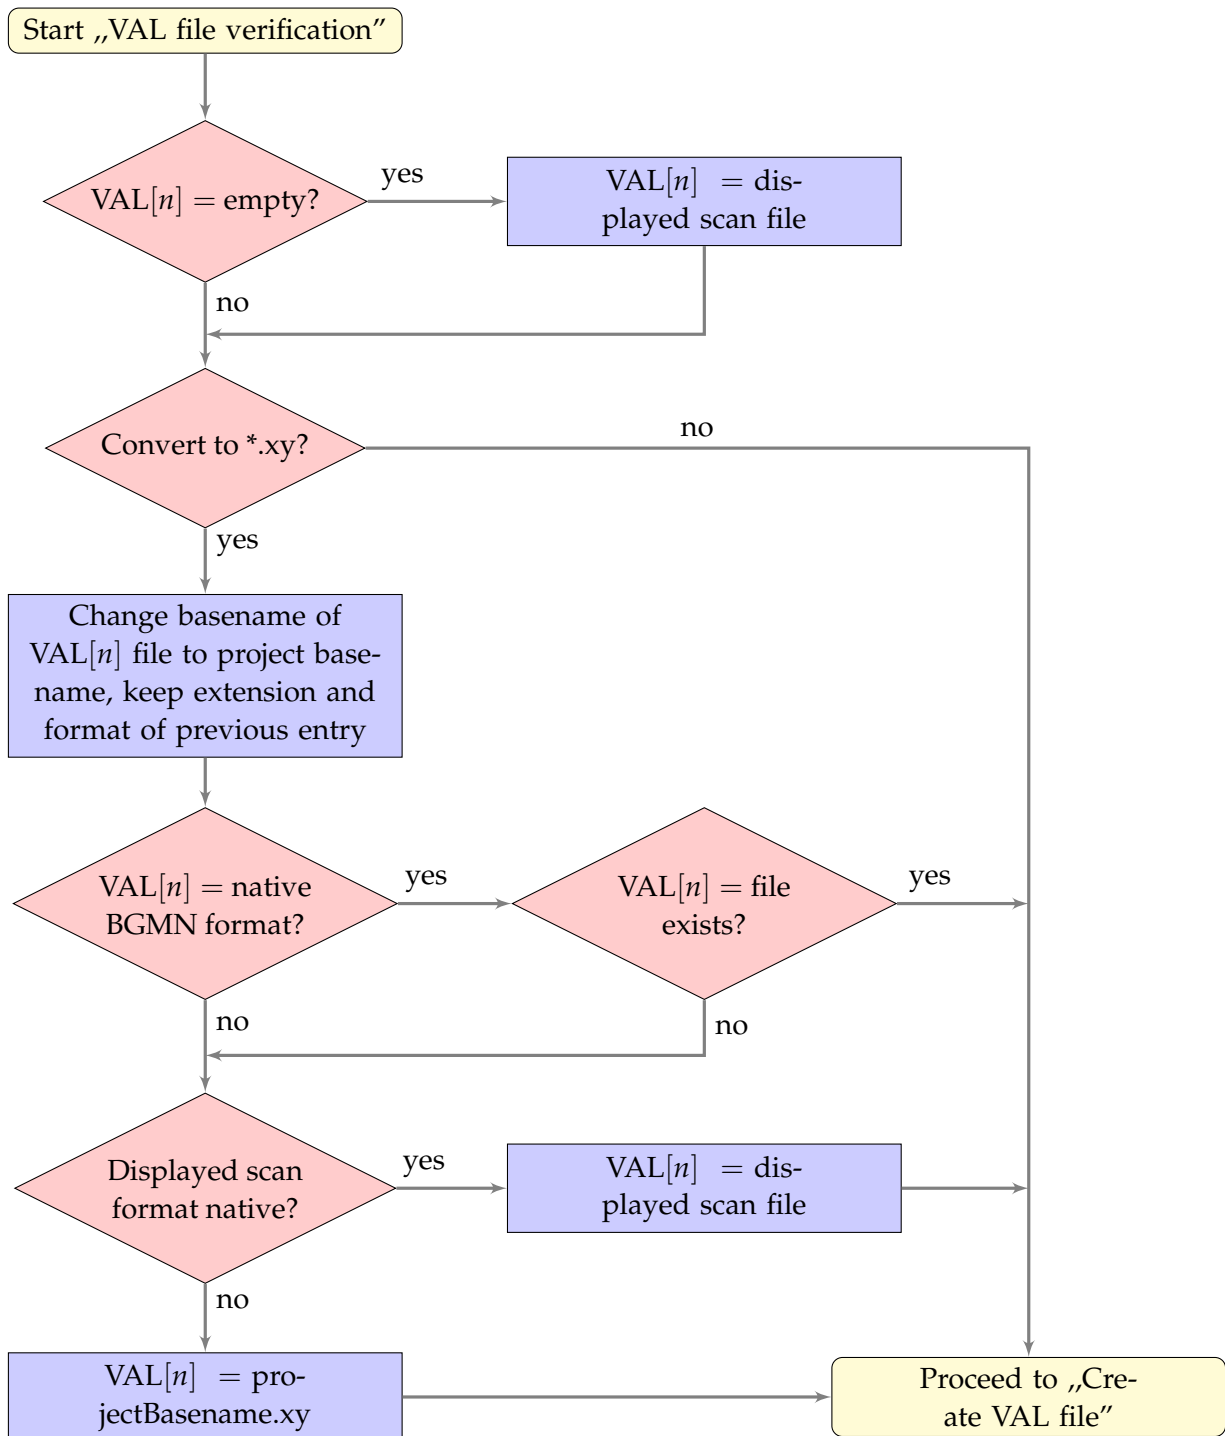 Start „VAL file verification”
VAL[n] = empty?
yes
VAL[n] = dis-
played scan file
no
Convert to *.xy?
no
yes
Change basename of
VAL[n] file to project base-
name, keep extension and
format of previous entry
VAL[n] = native
BGMN format?
yes
VAL[n] = file
exists?
yes
no
no
Displayed scan
format native?
yes
VAL[n] = dis-
played scan file
no
VAL[n] = pro-
jectBasename.xy
Proceed to „Cre-
ate VAL file”